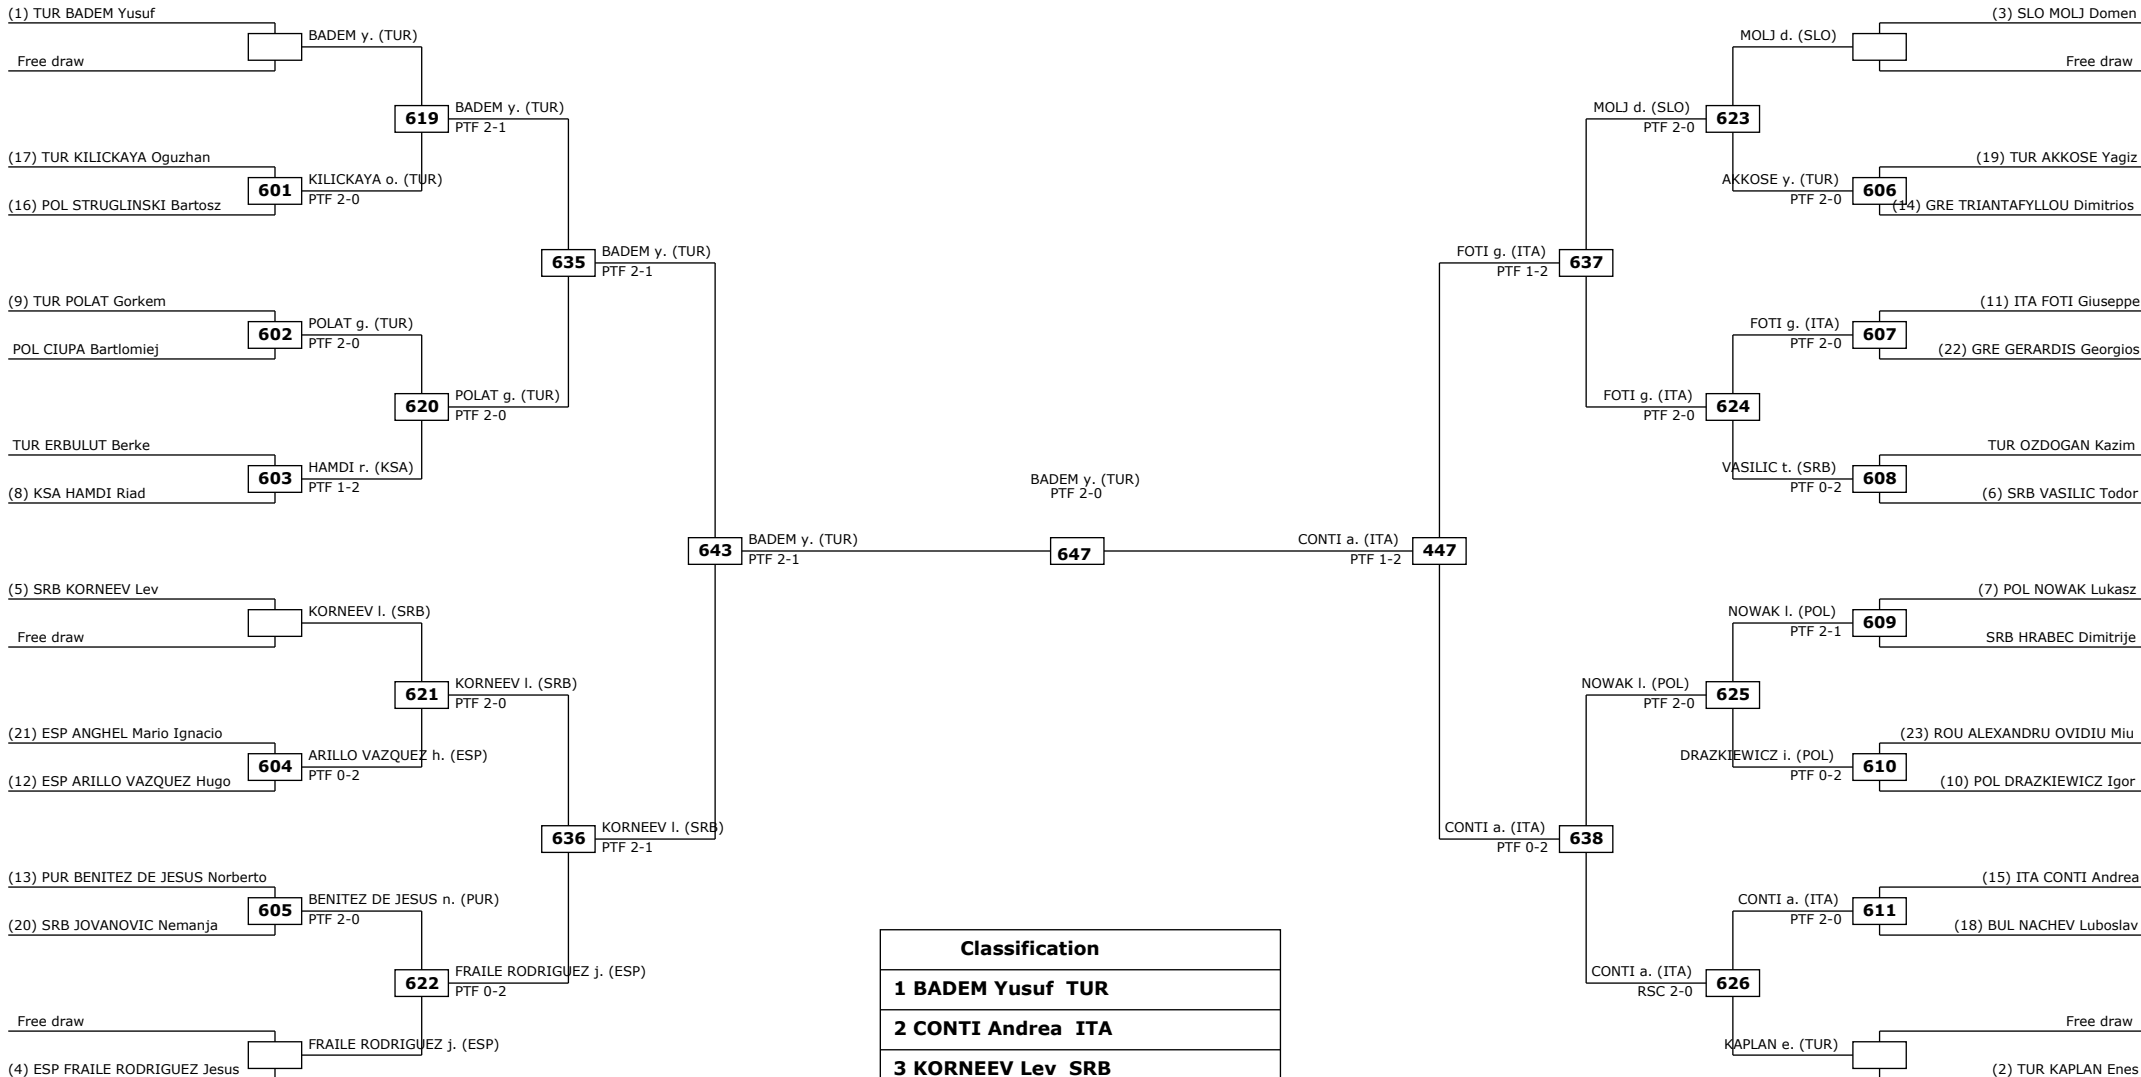 (1) TUR BADEM Yusuf
Free draw
BADEM y. (TUR)
619
BADEM y. (TUR)
PTF 2-1
(17) TUR KILICKAYA Oguzhan
601
KILICKAYA o. (TUR)
PTF 2-0
(16) POL STRUGLINSKI Bartosz
635
BADEM y. (TUR)
PTF 2-1
(9) TUR POLAT Gorkem
602
POLAT g. (TUR)
PTF 2-0
POL CIUPA Bartlomiej
620
POLAT g. (TUR)
PTF 2-0
TUR ERBULUT Berke
603
HAMDI r. (KSA)
PTF 1-2
(8) KSA HAMDI Riad
643
BADEM y. (TUR)
PTF 2-1
(5) SRB KORNEEV Lev
KORNEEV l. (SRB)
Free draw
621
KORNEEV l. (SRB)
PTF 2-0
(21) ESP ANGHEL Mario Ignacio
604
ARILLO VAZQUEZ h. (ESP)
PTF 0-2
(12) ESP ARILLO VAZQUEZ Hugo
636
KORNEEV l. (SRB)
PTF 2-1
(13) PUR BENITEZ DE JESUS Norberto
605
BENITEZ DE JESUS n. (PUR)
PTF 2-0
(20) SRB JOVANOVIC Nemanja
622
FRAILE RODRIGUEZ j. (ESP)
PTF 0-2
Free draw
FRAILE RODRIGUEZ j. (ESP)
(4) ESP FRAILE RODRIGUEZ Jesus
BADEM y. (TUR)
PTF 2-0
647
(3) SLO MOLJ Domen
MOLJ d. (SLO)
Free draw
MOLJ d. (SLO)
PTF 2-0
623
(19) TUR AKKOSE Yagiz
AKKOSE y. (TUR)
PTF 2-0
606
(14) GRE TRIANTAFYLLOU Dimitrios
FOTI g. (ITA)
PTF 1-2
637
(11) ITA FOTI Giuseppe
FOTI g. (ITA)
PTF 2-0
607
(22) GRE GERARDIS Georgios
FOTI g. (ITA)
PTF 2-0
624
TUR OZDOGAN Kazim
VASILIC t. (SRB)
PTF 0-2
608
(6) SRB VASILIC Todor
CONTI a. (ITA)
PTF 1-2
447
(7) POL NOWAK Lukasz
NOWAK l. (POL)
PTF 2-1
609
SRB HRABEC Dimitrije
NOWAK l. (POL)
PTF 2-0
625
(23) ROU ALEXANDRU OVIDIU Miu
DRAZKIEWICZ i. (POL)
PTF 0-2
610
(10) POL DRAZKIEWICZ Igor
CONTI a. (ITA)
PTF 0-2
638
(15) ITA CONTI Andrea
CONTI a. (ITA)
PTF 2-0
611
(18) BUL NACHEV Luboslav
CONTI a. (ITA)
RSC 2-0
626
Free draw
KAPLAN e. (TUR)
(2) TUR KAPLAN Enes
Classification
1 BADEM Yusuf TUR
2 CONTI Andrea ITA
3 KORNEEV Lev SRB